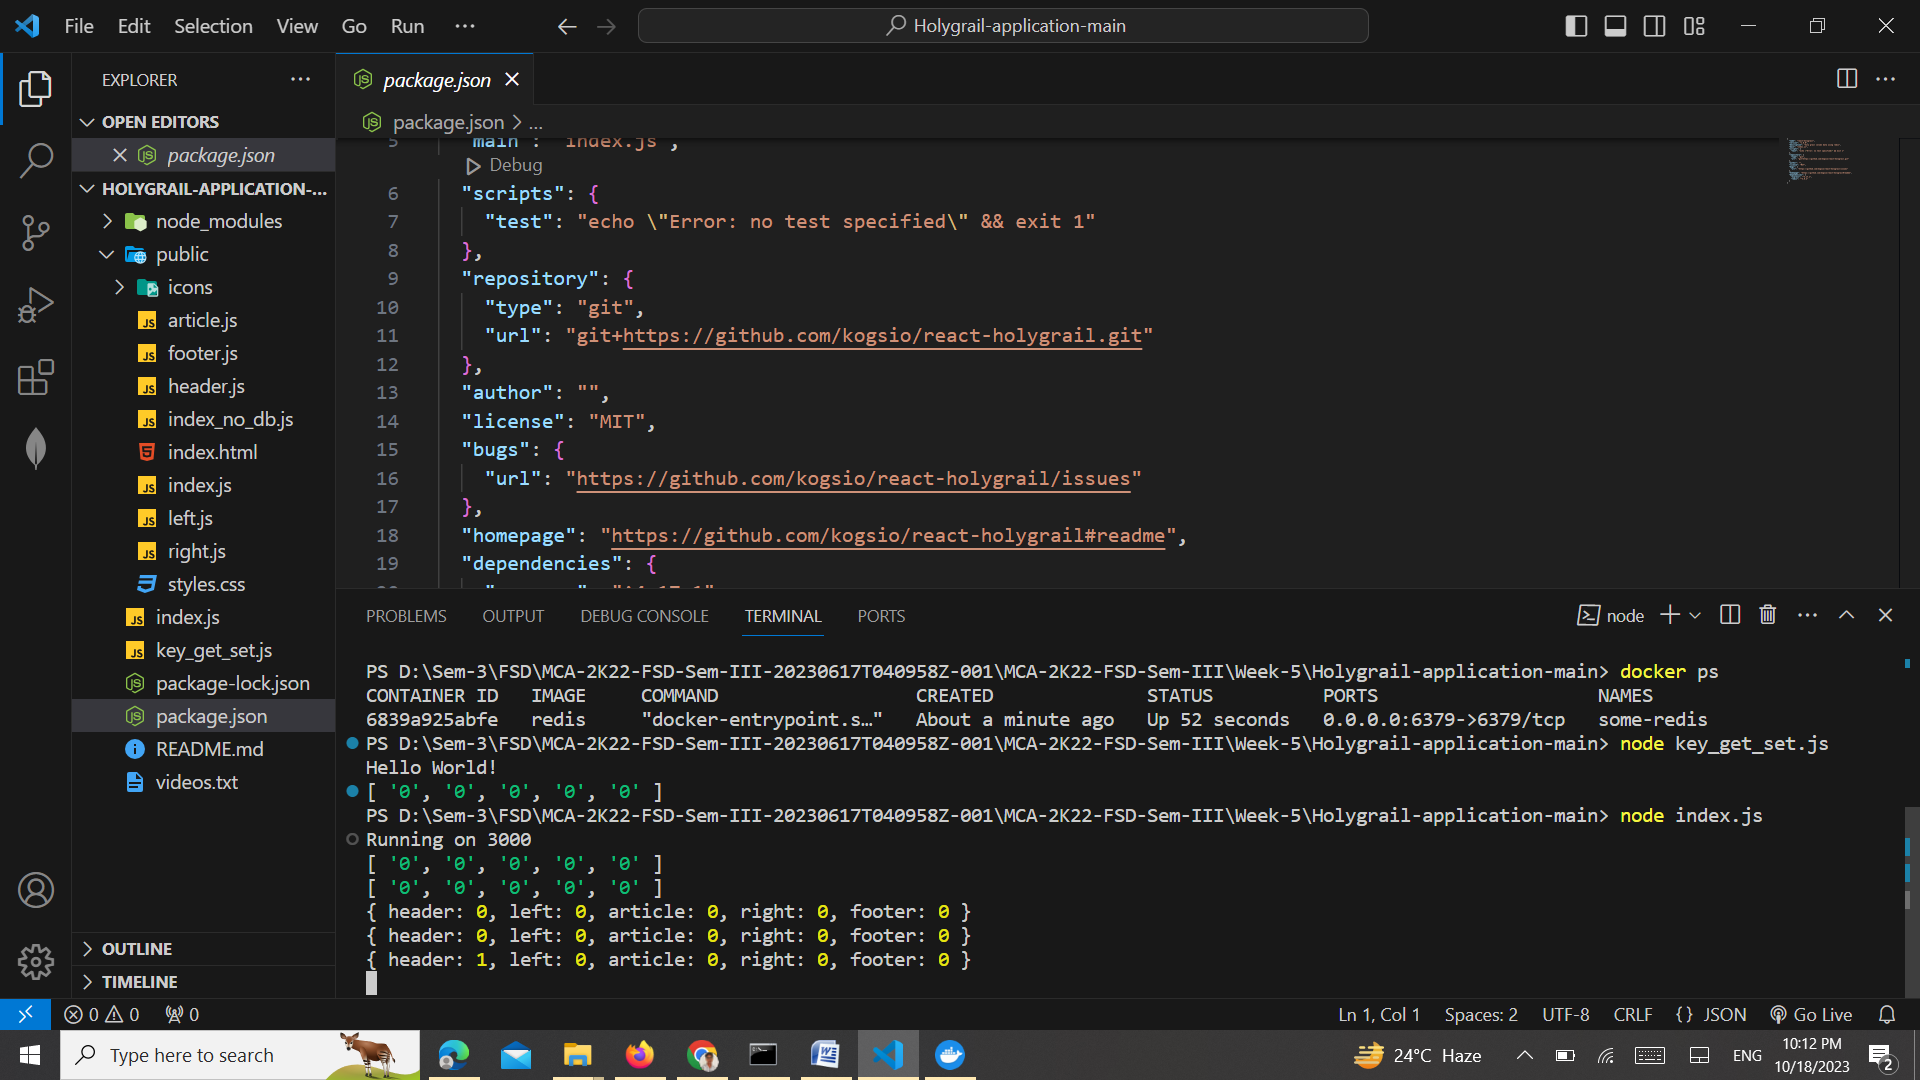 File Edit Selection View Go Run ...
Holygrail-application-main
EXPLORER
OPEN EDITORS
package.json
HOLYGRAIL-APPLICATION-...
node_modules
public
icons
article.js
footer.js
header.js
index_no_db.js
index.html
index.js
left.js
right.js
styles.css
index.js
key_get_set.js
package-lock.json
package.json
README.md
videos.txt
OUTLINE
TIMELINE
package.json
package.json > ...
5 "main": "index.js",
Debug
6 "scripts": {
7 "test": "echo \"Error: no test specified\" && exit 1"
8 },
9 "repository": {
10 "type": "git",
11 "url": "git+https://github.com/kogsio/react-holygrail.git"
12 },
13 "author": "",
14 "license": "MIT",
15 "bugs": {
16 "url": "https://github.com/kogsio/react-holygrail/issues"
17 },
18 "homepage": "https://github.com/kogsio/react-holygrail#readme",
19 "dependencies": {
PROBLEMS OUTPUT DEBUG CONSOLE TERMINAL PORTS
node
PS D:\Sem-3\FSD\MCA-2K22-FSD-Sem-III-20230617T040958Z-001\MCA-2K22-FSD-Sem-III\Week-5\Holygrail-application-main> docker ps
CONTAINER ID IMAGE COMMAND CREATED STATUS PORTS NAMES
6839a925abfe redis "docker-entrypoint.s…" About a minute ago Up 52 seconds 0.0.0.0:6379->6379/tcp some-redis
PS D:\Sem-3\FSD\MCA-2K22-FSD-Sem-III-20230617T040958Z-001\MCA-2K22-FSD-Sem-III\Week-5\Holygrail-application-main> node key_get_set.js
Hello World!
[ '0', '0', '0', '0', '0' ]
PS D:\Sem-3\FSD\MCA-2K22-FSD-Sem-III-20230617T040958Z-001\MCA-2K22-FSD-Sem-III\Week-5\Holygrail-application-main> node index.js
Running on 3000
[ '0', '0', '0', '0', '0' ]
[ '0', '0', '0', '0', '0' ]
{ header: 0, left: 0, article: 0, right: 0, footer: 0 }
{ header: 0, left: 0, article: 0, right: 0, footer: 0 }
{ header: 1, left: 0, article: 0, right: 0, footer: 0 }
0 0 0
Ln 1, Col 1 Spaces: 2 UTF-8 CRLF {} JSON Go Live
Type here to search
24°C Haze
ENG
10:12 PM
10/18/2023
2